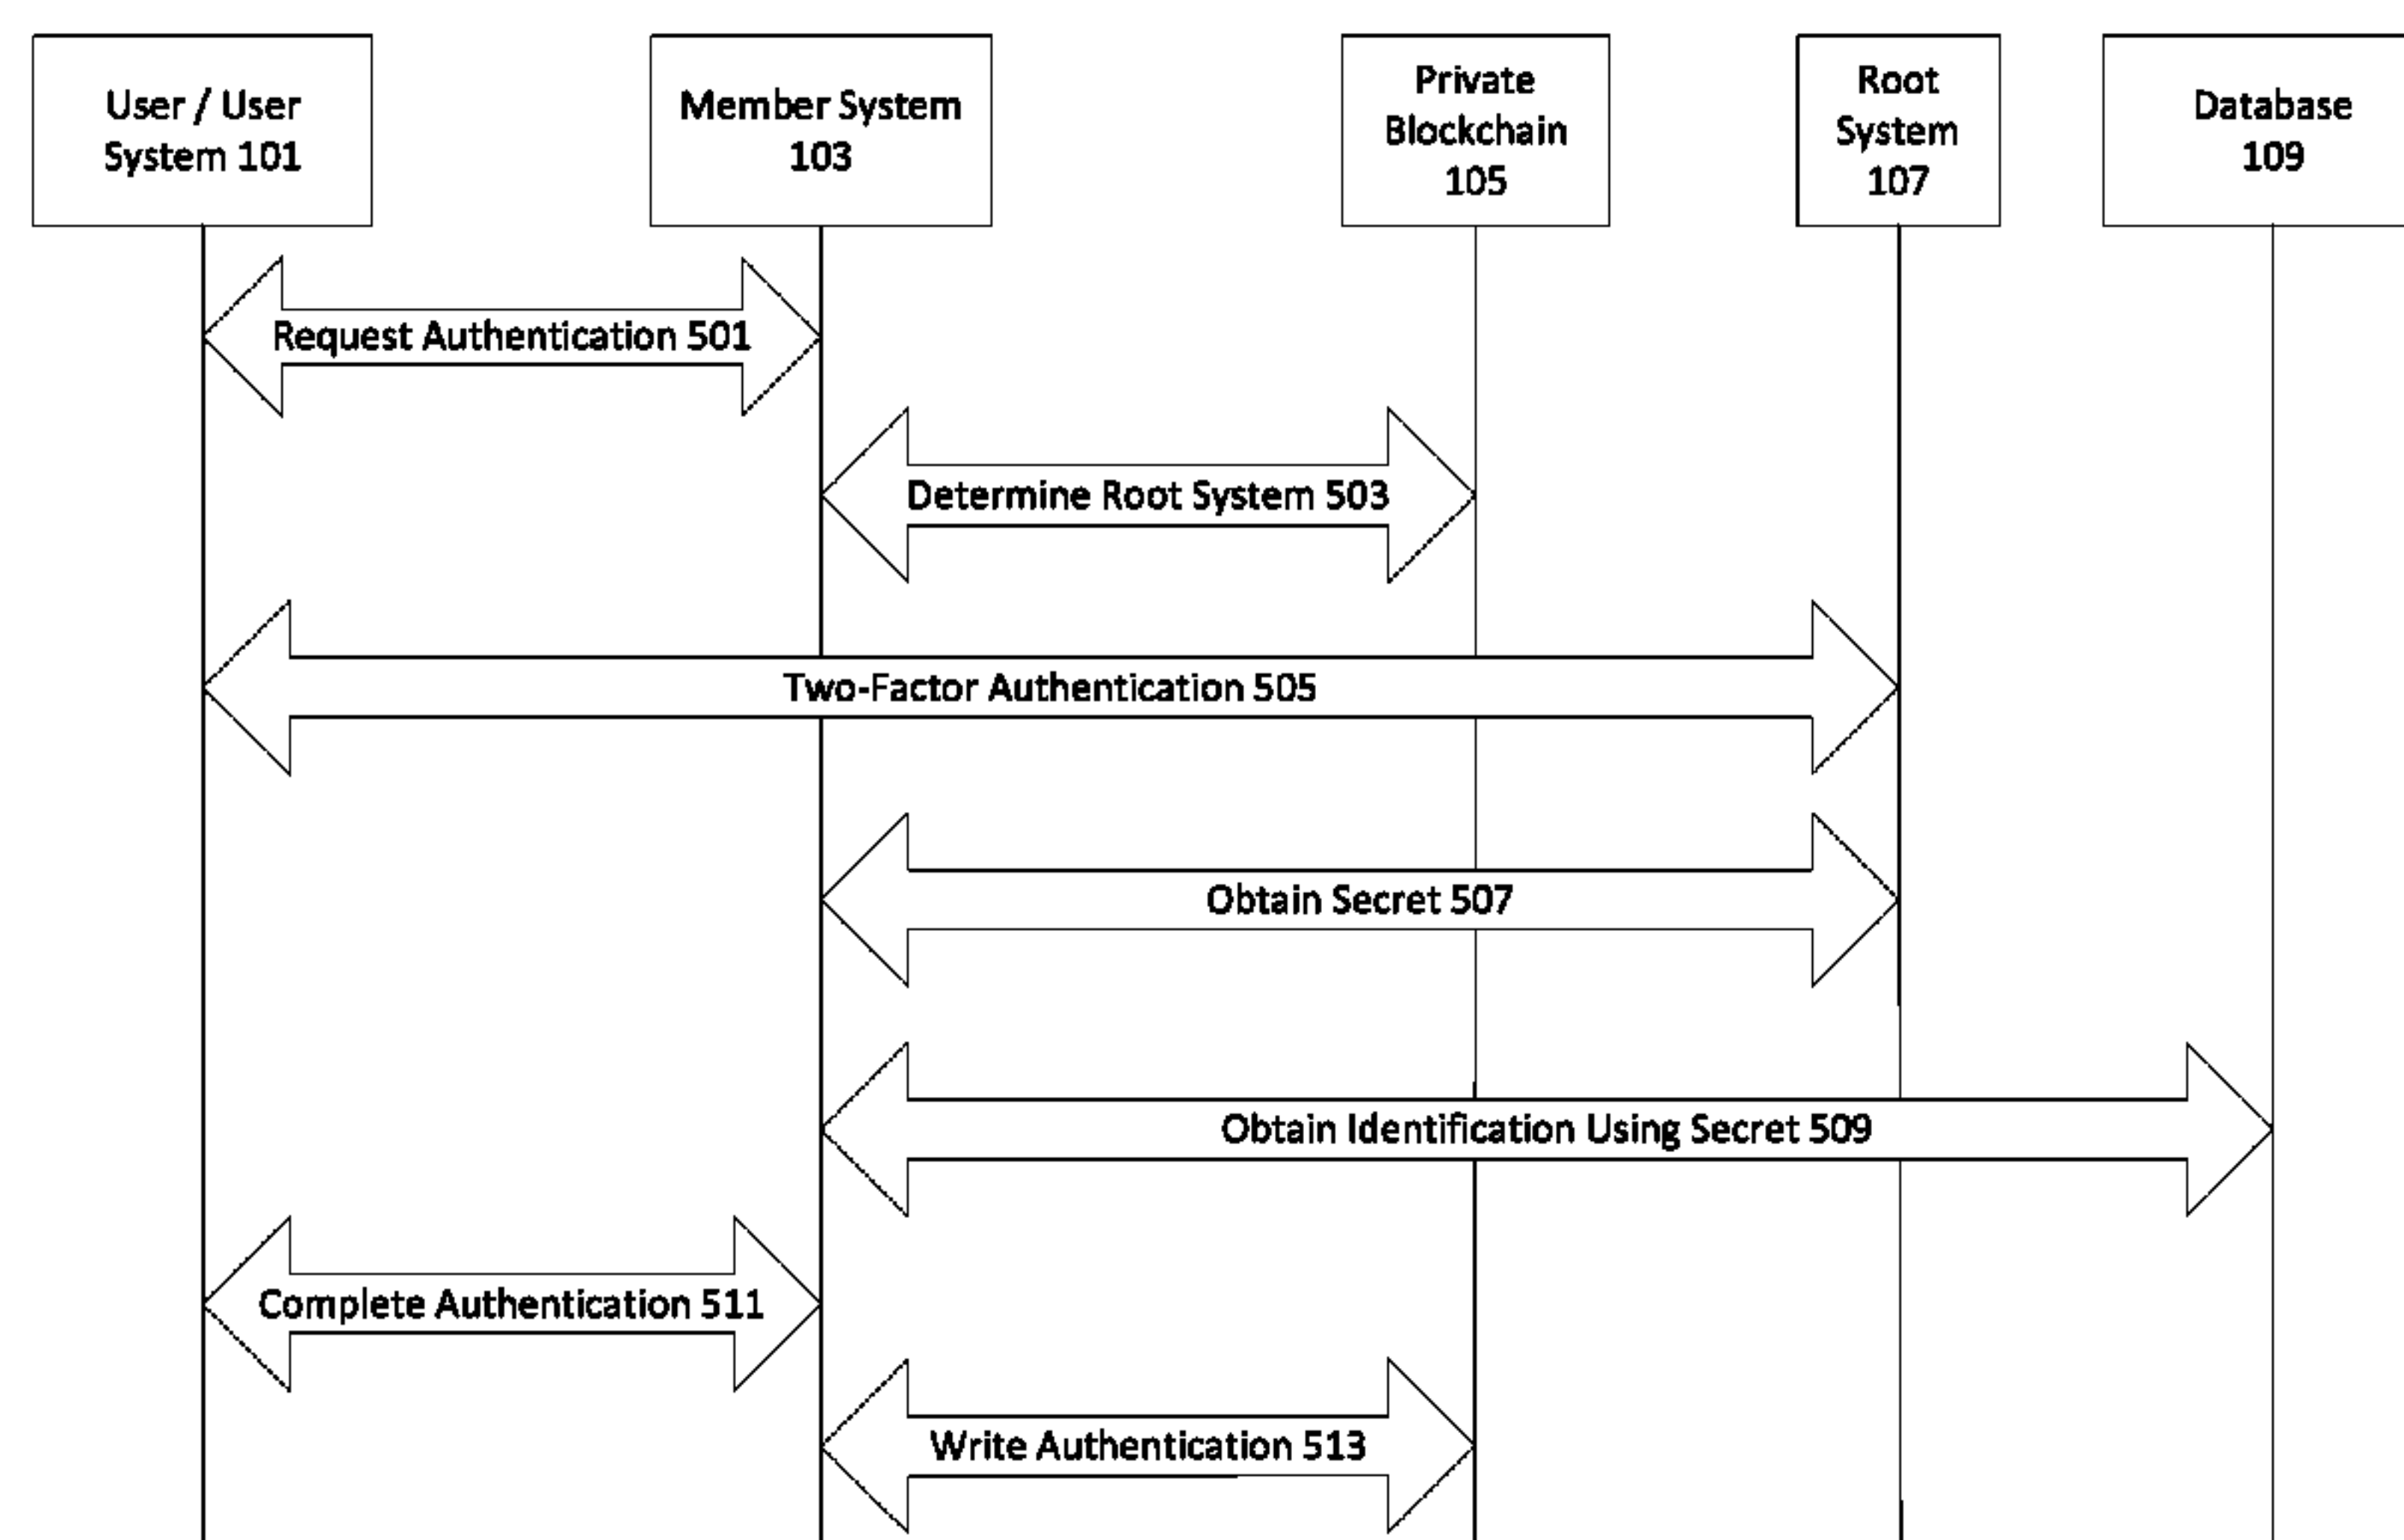 User / User
System 101
Member System
103
Private
Blockchain
105
Root
System
107
Database
109
Request Authentication 501
Determine Root System 503
Two-Factor Authentication 505
Obtain Secret 507
Obtain Identification Using Secret 509
Complete Authentication 511
Write Authentication 513